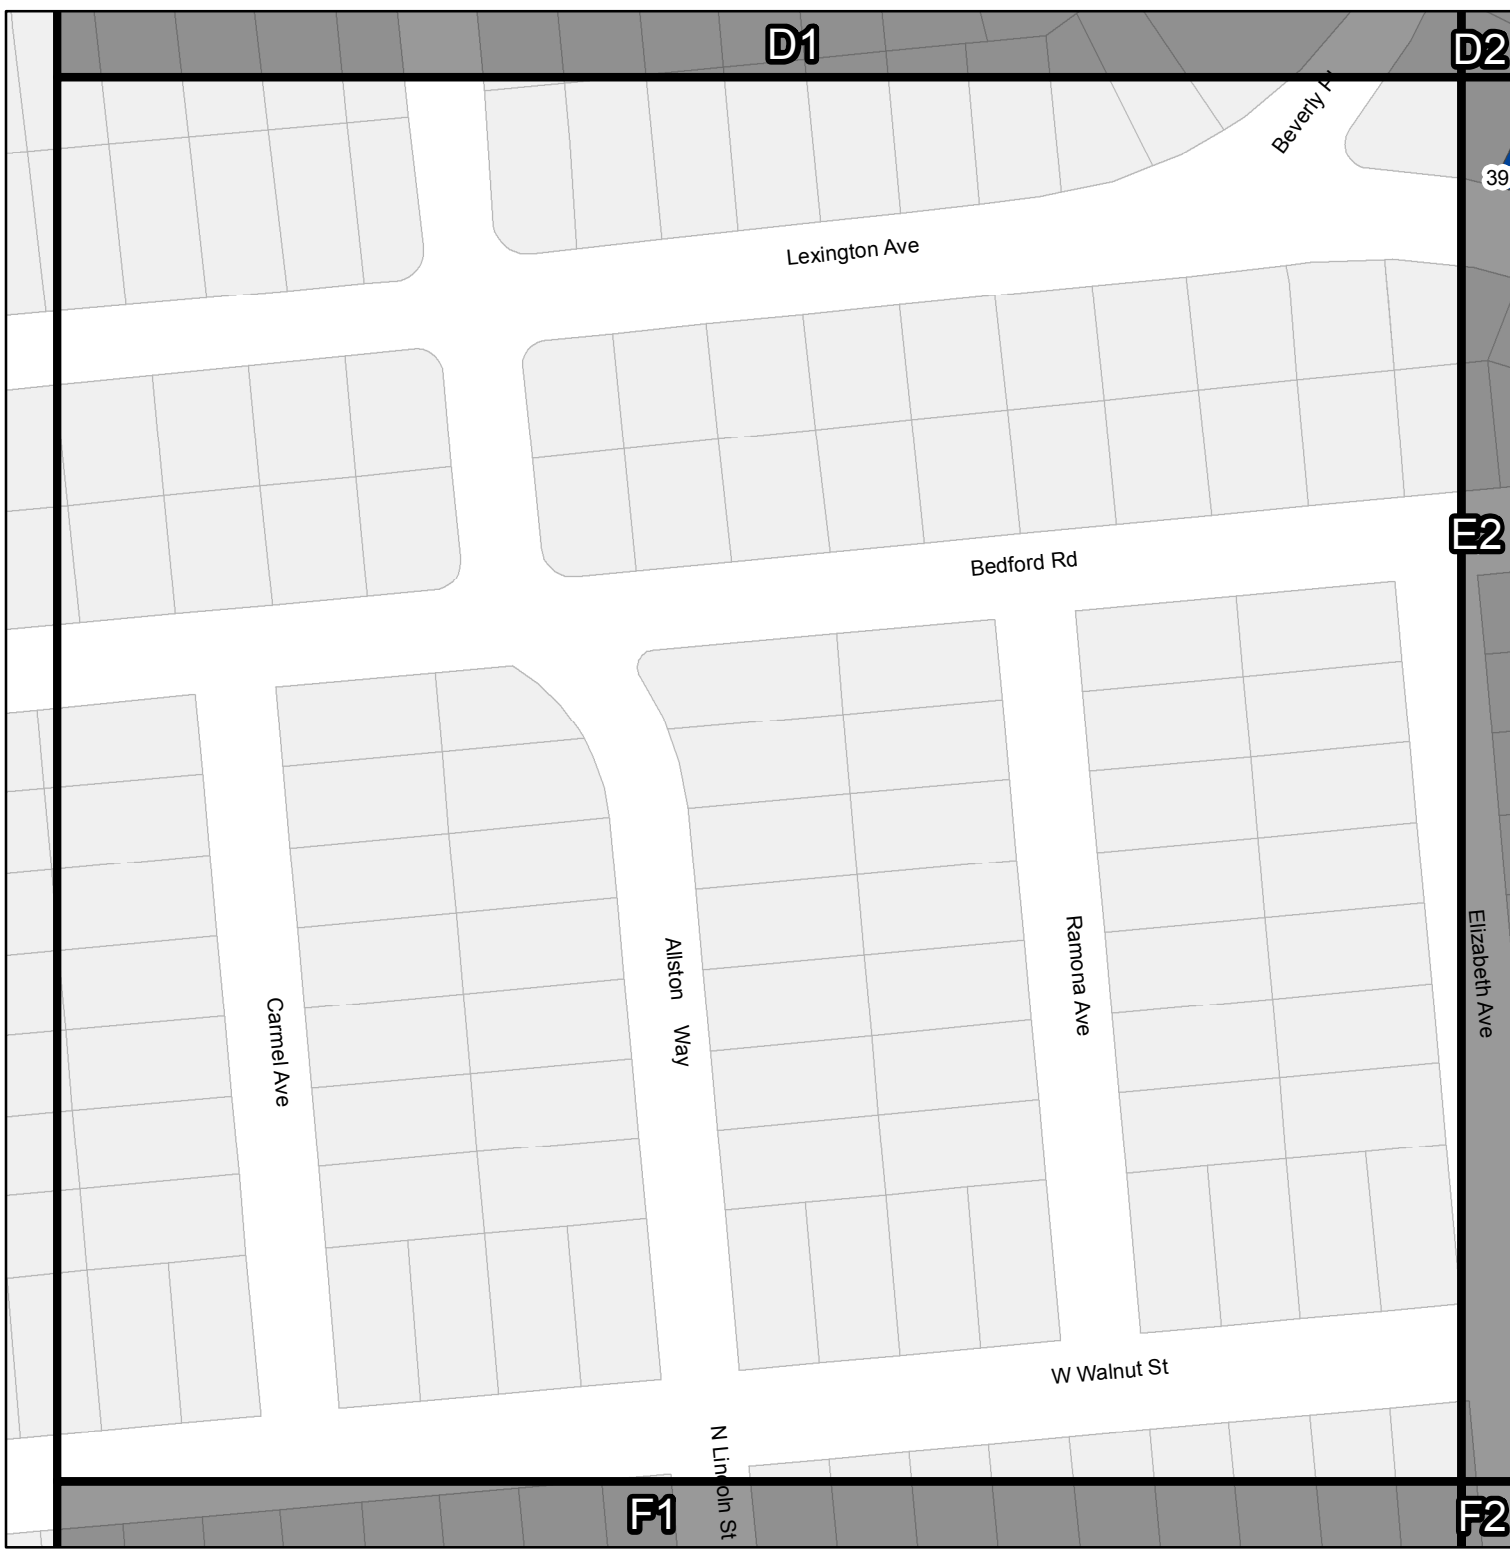 D1
D2
Beverly Pl
39
Lexington Ave
E2
Bedford Rd
Elizabeth Ave
Ramona Ave
Allston Way
Carmel Ave
W Walnut St
N Lincoln St
F1
F2